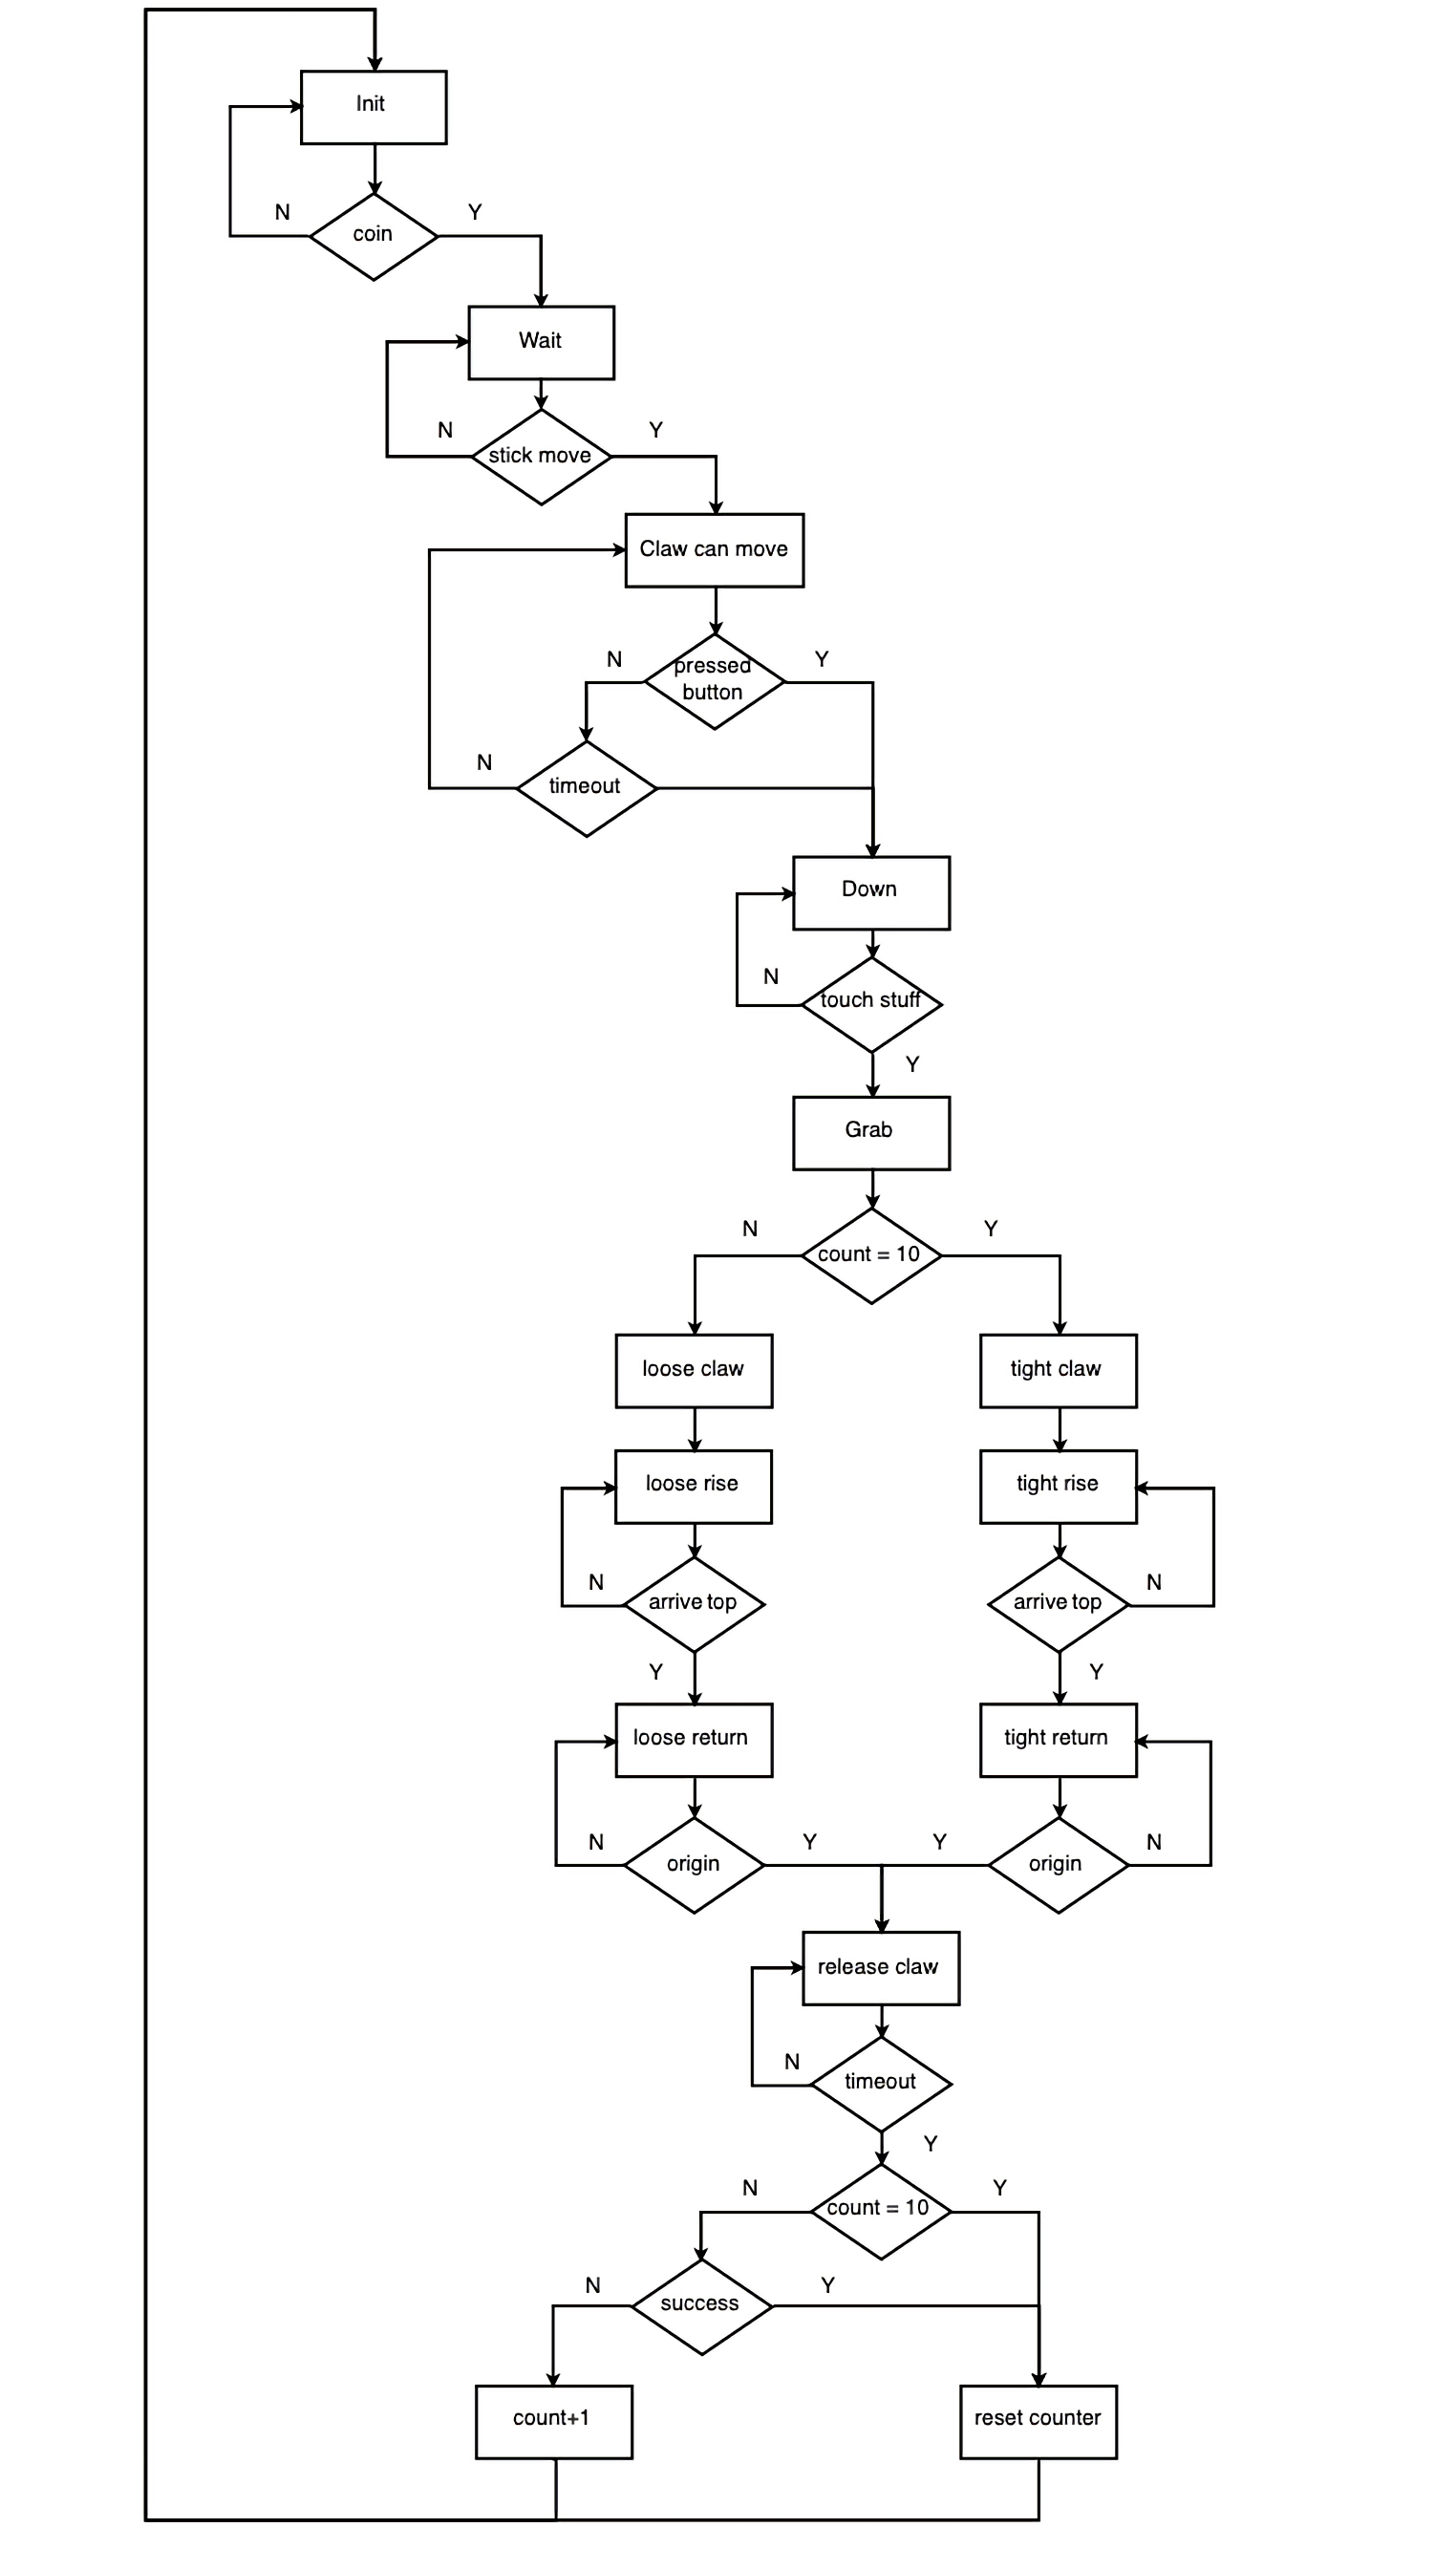 Init
N
Y
coin
Wait
N
Y
stick move
Claw can move
N
Y
pressed
button
N
timeout
Down
N
touch stuff
Y
Grab
N
Y
count = 10
loose claw
tight claw
loose rise
tight rise
N
arrive top
arrive top
N
Y
Y
loose return
tight return
N
origin
Y
Y
origin
N
release claw
N
timeout
Y
N
Y
count = 10
N
Y
success
count+1
reset counter